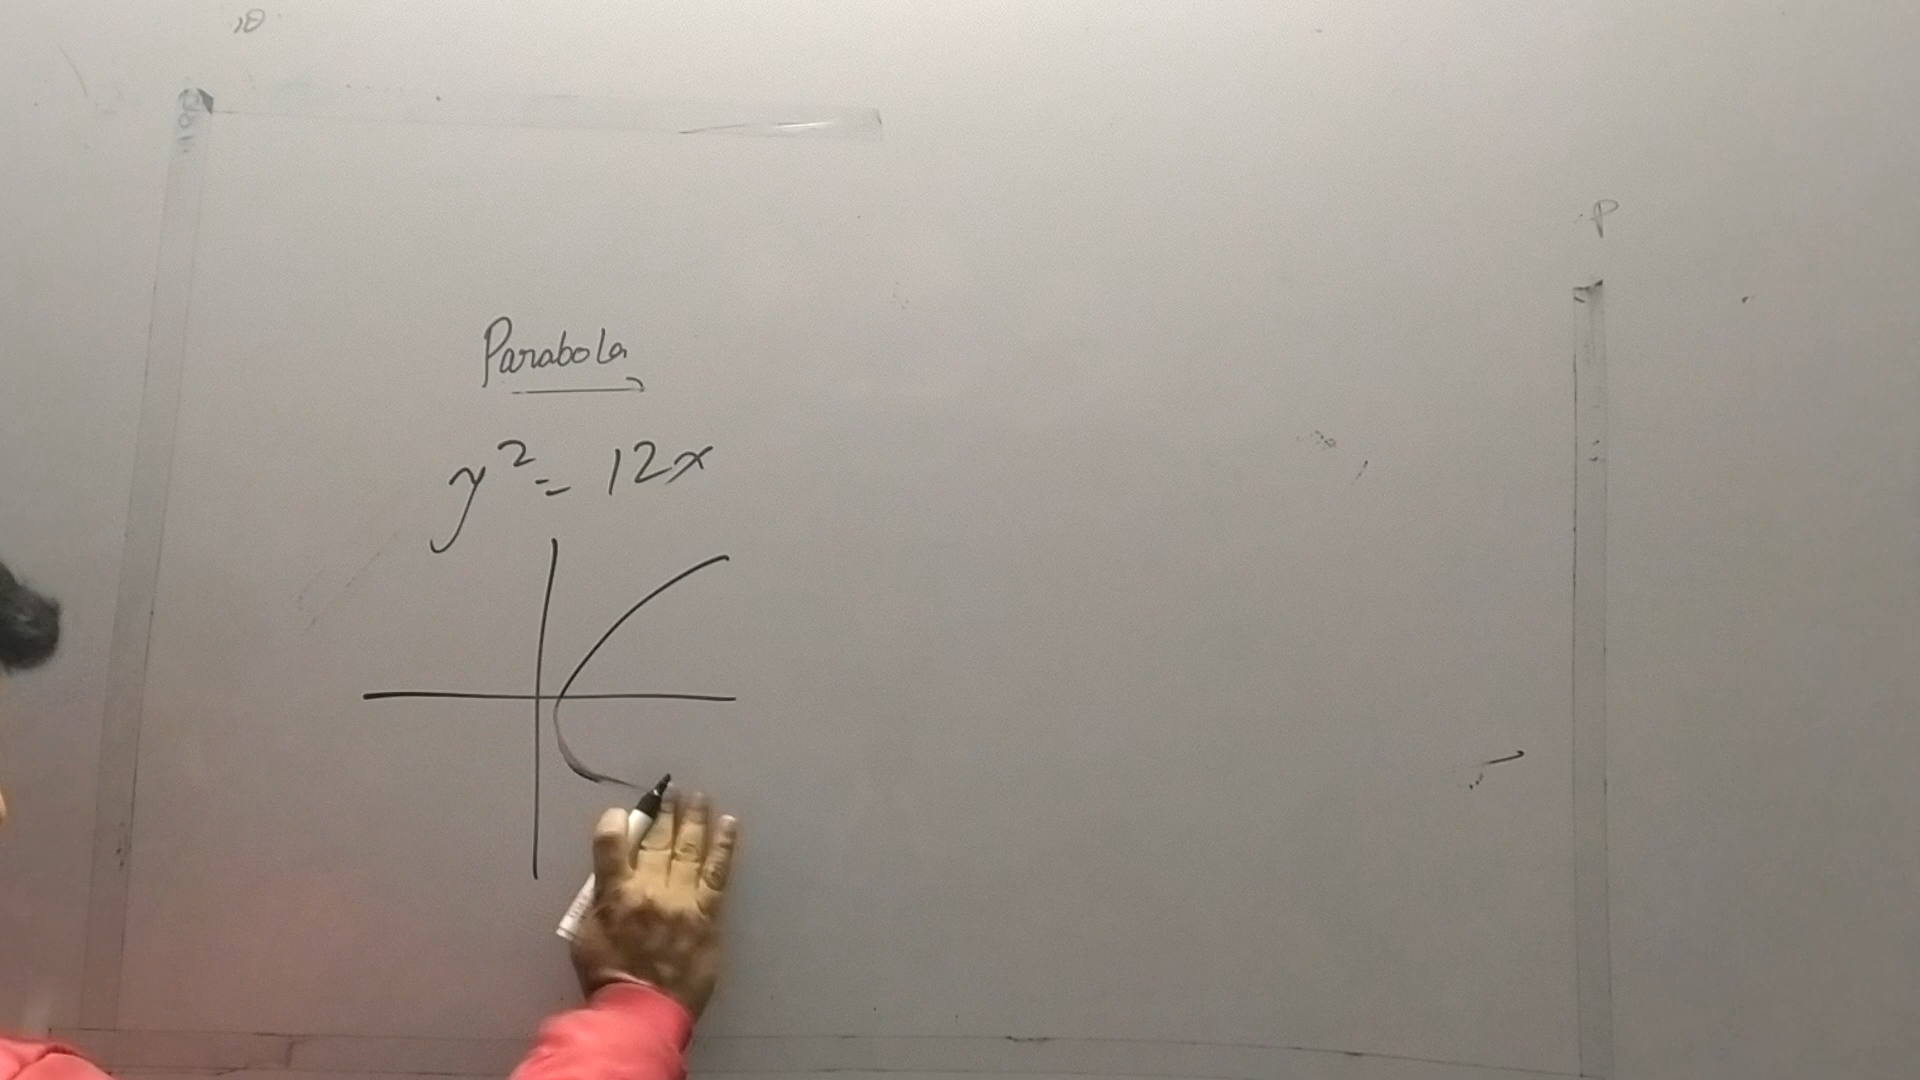 Parabola
y² = 12x
P